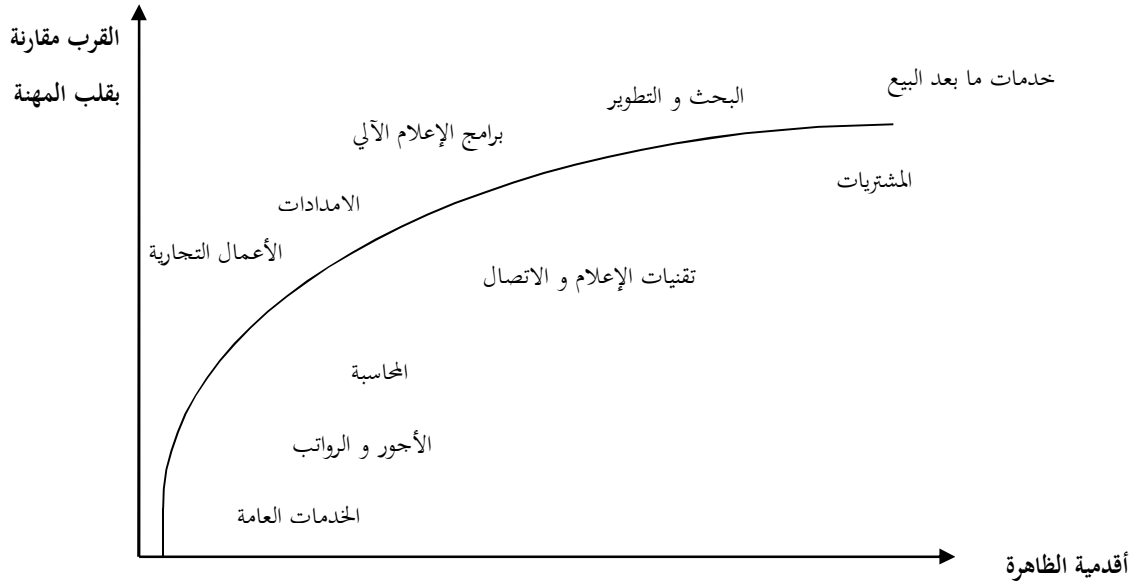 القرب مقارنة
بقلب المهنة
خدمات ما بعد البيع
البحث و التطوير
برامج الإعلام الآلي
المشتريات
الامدادات
الأعمال التجارية
تقنيات الإعلام و الاتصال
المحاسبة
الأجور و الرواتب
الخدمات العامة
أقدمية الظاهرة